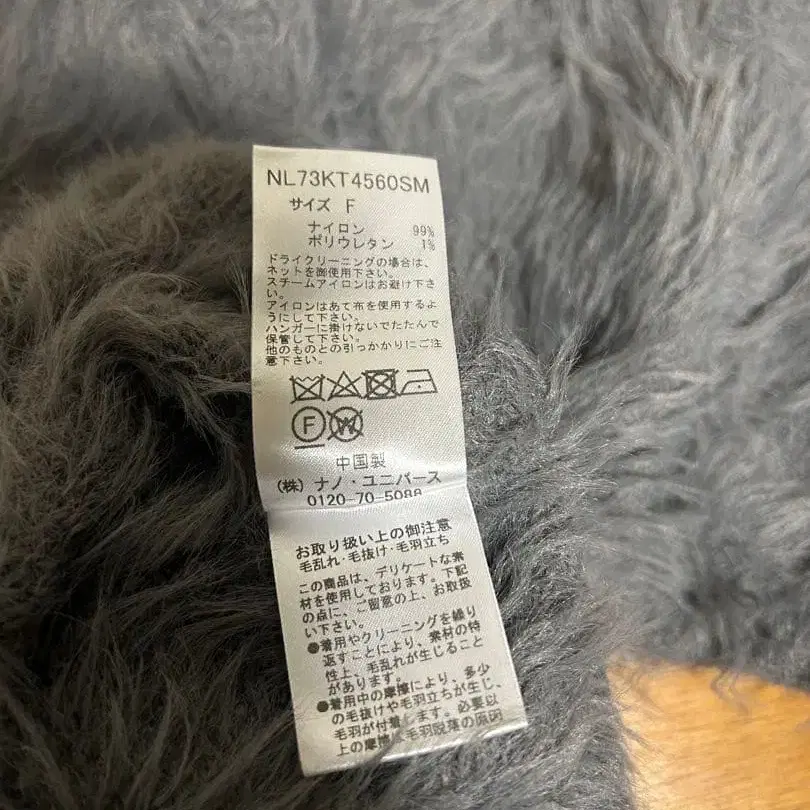 NL73KT4560SM
サイズ F
ナイロン 99%
ポリウレタン 1%
ドライクリーニングの場合は、
ネットを御使用下さい。
スチームアイロンはお避け下さ
い。
アイロンはあて布を使用するよ
うにして下さい。
ハンガーに掛けないでたたんで
保管して下さい。
他のものとの引っかかりにご注
意下さい。
F W
中国製
(株) ナノ・ユニバース
0120-70-5088
お取り扱い上の御注意
毛乱れ・毛抜け・毛羽立ち
この商品は、デリケートな素
材を使用しております。下記
の点に、ご留意の上、お取扱
い下さい。
●着用やクリーニングを繰り
返すことにより、素材の特
性上、毛乱れが生じること
があります。
●着用中の摩擦により、多少
の毛抜けや毛羽立ちが生じ、
毛羽が付着します。必要以
上の摩擦は毛羽脱落の原因